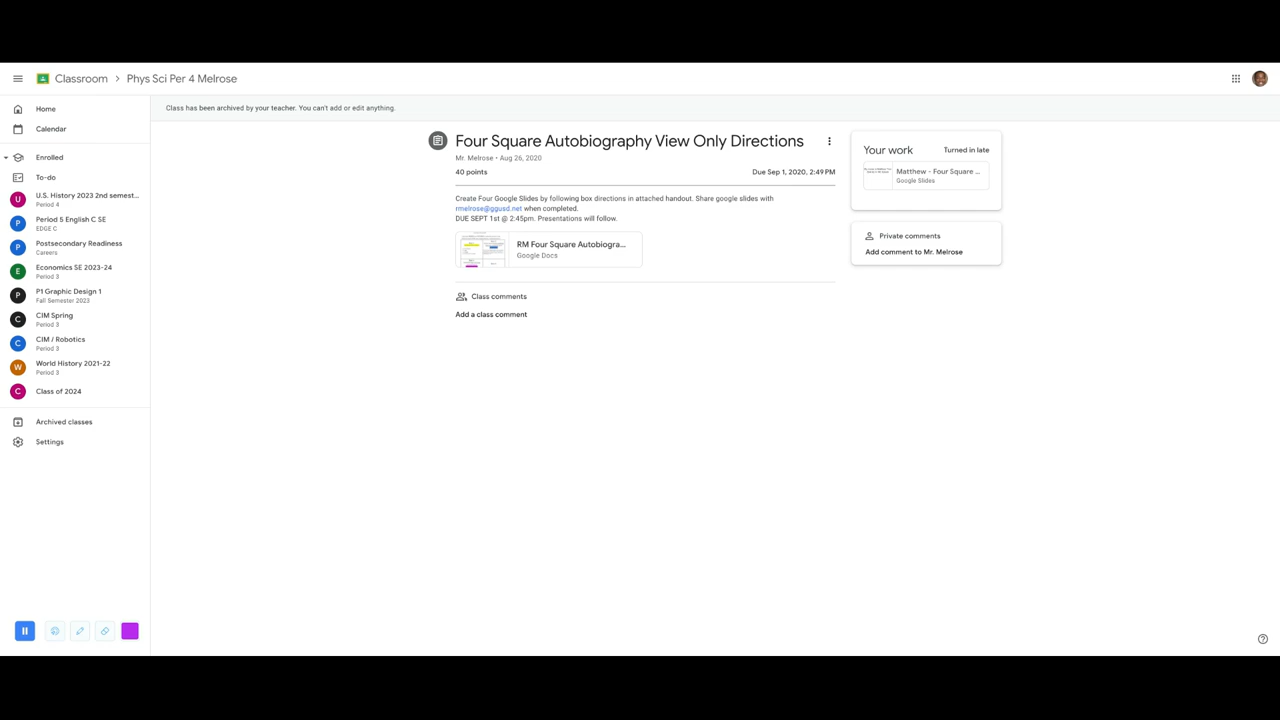 Classroom > Phys Sci Per 4 Melrose
Class has been archived by your teacher. You can't add or edit anything.
Home
Calendar
Enrolled
To-do
U U.S. History 2023 2nd semest...
Period 4
P Period 5 English C SE
EDGE C
P Postsecondary Readiness
Careers
E Economics SE 2023-24
Period 3
P P1 Graphic Design 1
Fall Semester 2023
C CIM Spring
Period 3
C CIM / Robotics
Period 3
W World History 2021-22
Period 3
C Class of 2024
Archived classes
Settings
Four Square Autobiography View Only Directions
Mr. Melrose • Aug 26, 2020
40 points Due Sep 1, 2020, 2:49 PM
Create Four Google Slides by following box directions in attached handout. Share google slides with
rmelrose@ggusd.net when completed.
DUE SEPT 1st @ 2:45pm. Presentations will follow.
RM Four Square Autobiogra...
Google Docs
Class comments
Add a class comment
Your work Turned in late
Matthew - Four Square ...
Google Slides
Private comments
Add comment to Mr. Melrose